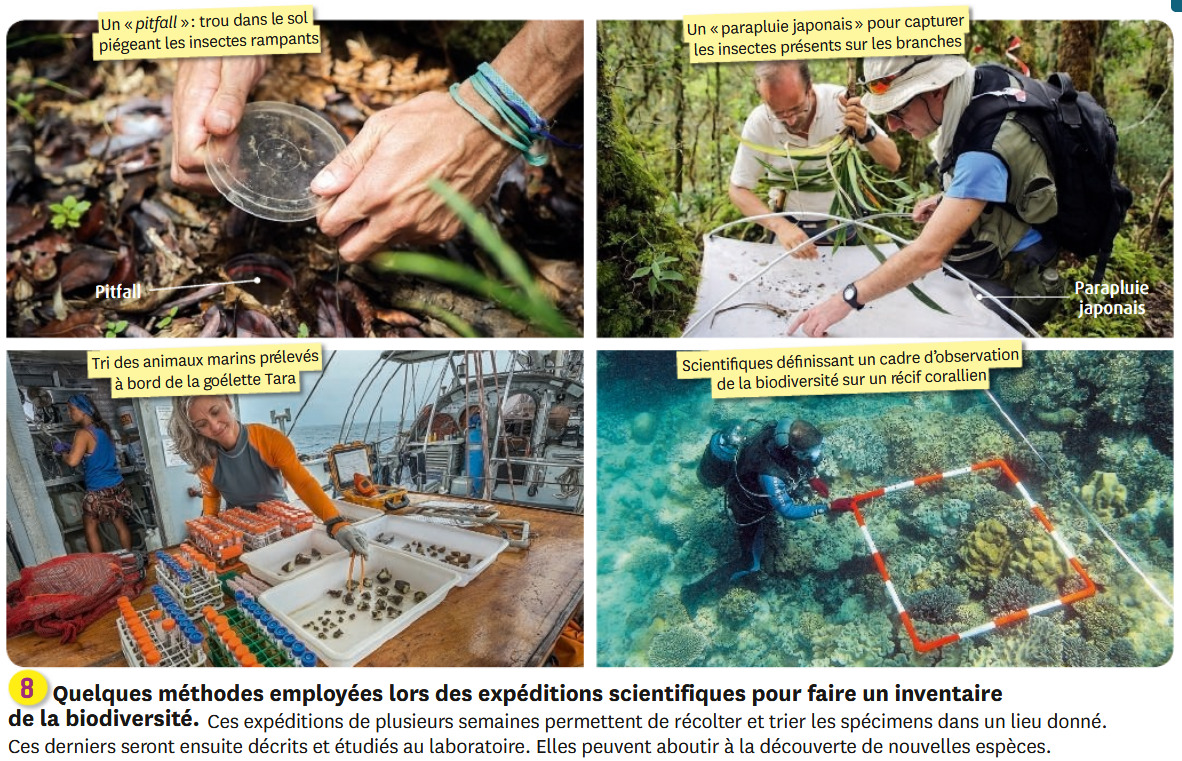 Un « pitfall » : trou dans le sol
piégeant les insectes rampants
Pitfall
Un « parapluie japonais » pour capturer
les insectes présents sur les branches
Parapluie
japonais
Tri des animaux marins prélevés
à bord de la goélette Tara
Scientifiques définissant un cadre d'observation
de la biodiversité sur un récif corallien
8 Quelques méthodes employées lors des expéditions scientifiques pour faire un inventaire
de la biodiversité. Ces expéditions de plusieurs semaines permettent de récolter et trier les spécimens dans un lieu donné.
Ces derniers seront ensuite décrits et étudiés au laboratoire. Elles peuvent aboutir à la découverte de nouvelles espèces.